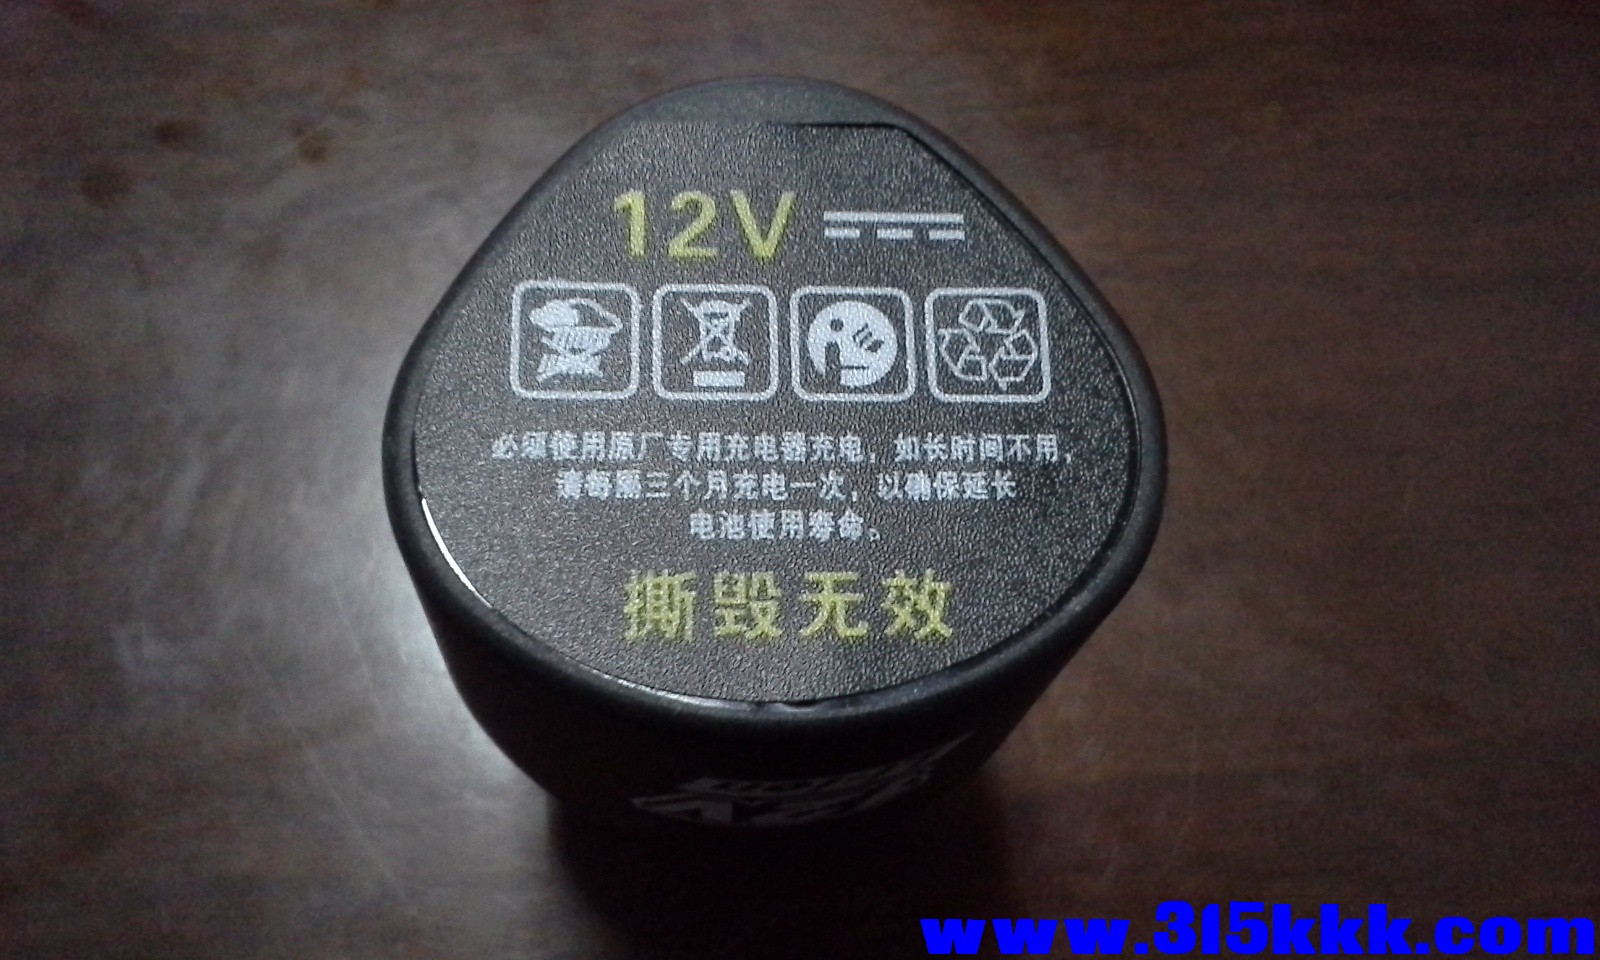 12V
必须使用原厂专用充电器充电，如长时间不用，
请每隔三个月充电一次，以确保延长
电池使用寿命。
撕毁无效
www.315kkk.com